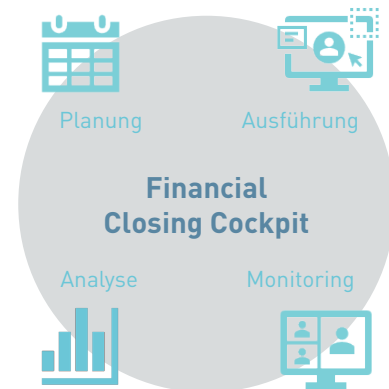 Planung
Ausführung
Financial
Closing Cockpit
Analyse
Monitoring